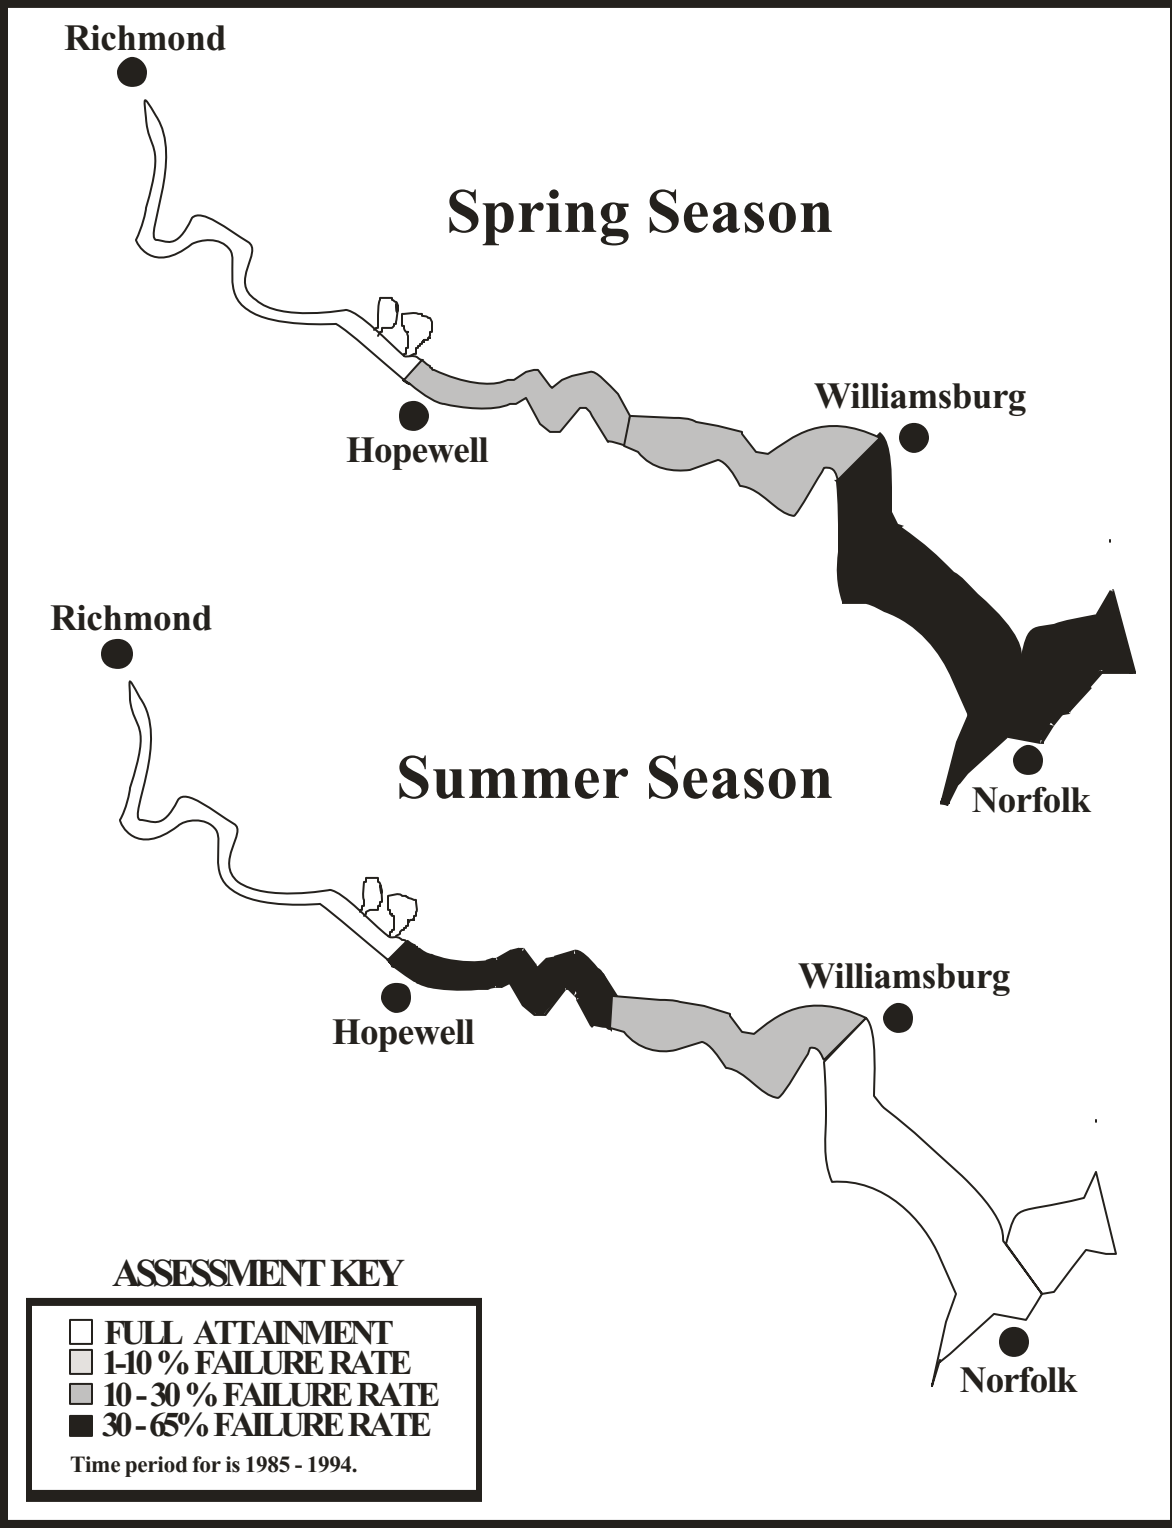 Richmond
Spring Season
Williamsburg
Hopewell
Richmond
Summer Season
Norfolk
Williamsburg
Hopewell
ASSESSMENT KEY
FULL ATTAINMENT
1-10 % FAILURE RATE
10 - 30 % FAILURE RATE
30 - 65% FAILURE RATE
Time period for is 1985 - 1994.
Norfolk